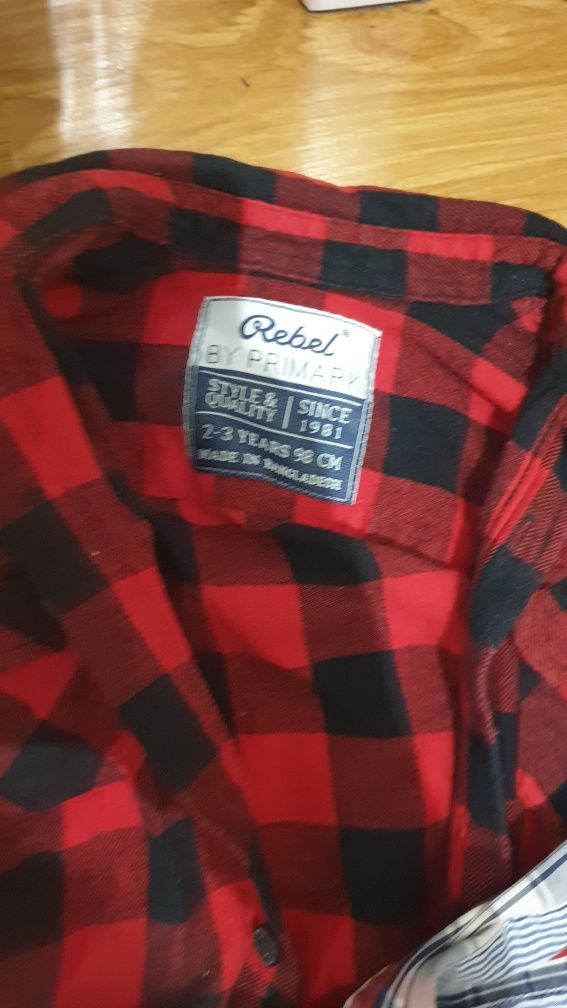 Rebel®
BY PRIMARK
STYLE &
QUALITY
SINCE
1981
2-3 YEARS 98 CM
MADE IN BANGLADESH